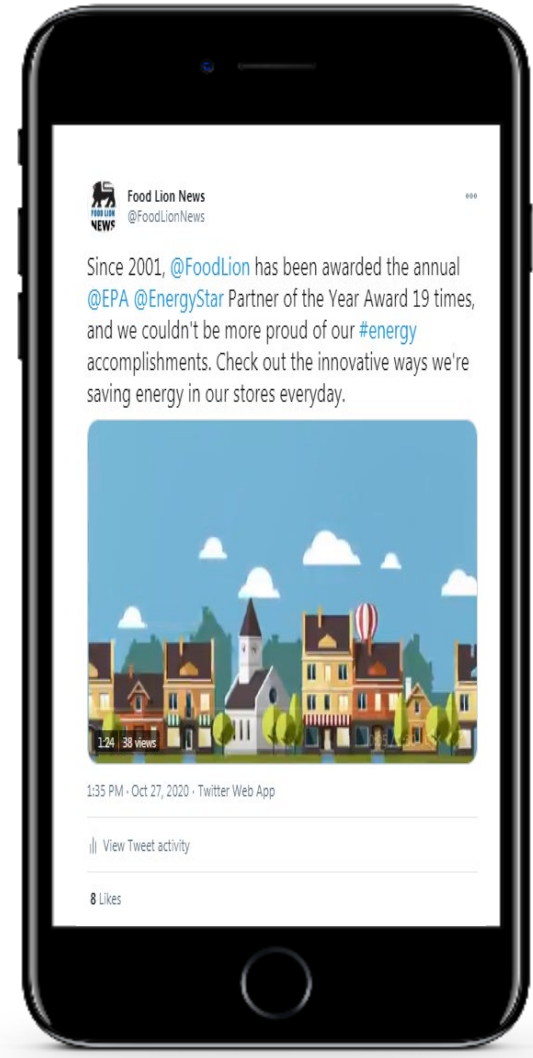 FOOD LION
NEWS
Food Lion News
@FoodLionNews
Since 2001, @FoodLion has been awarded the annual
@EPA @EnergyStar Partner of the Year Award 19 times,
and we couldn't be more proud of our #energy
accomplishments. Check out the innovative ways we're
saving energy in our stores everyday.
1:24 38 views
1:35 PM · Oct 27, 2020 · Twitter Web App
View Tweet activity
8 Likes